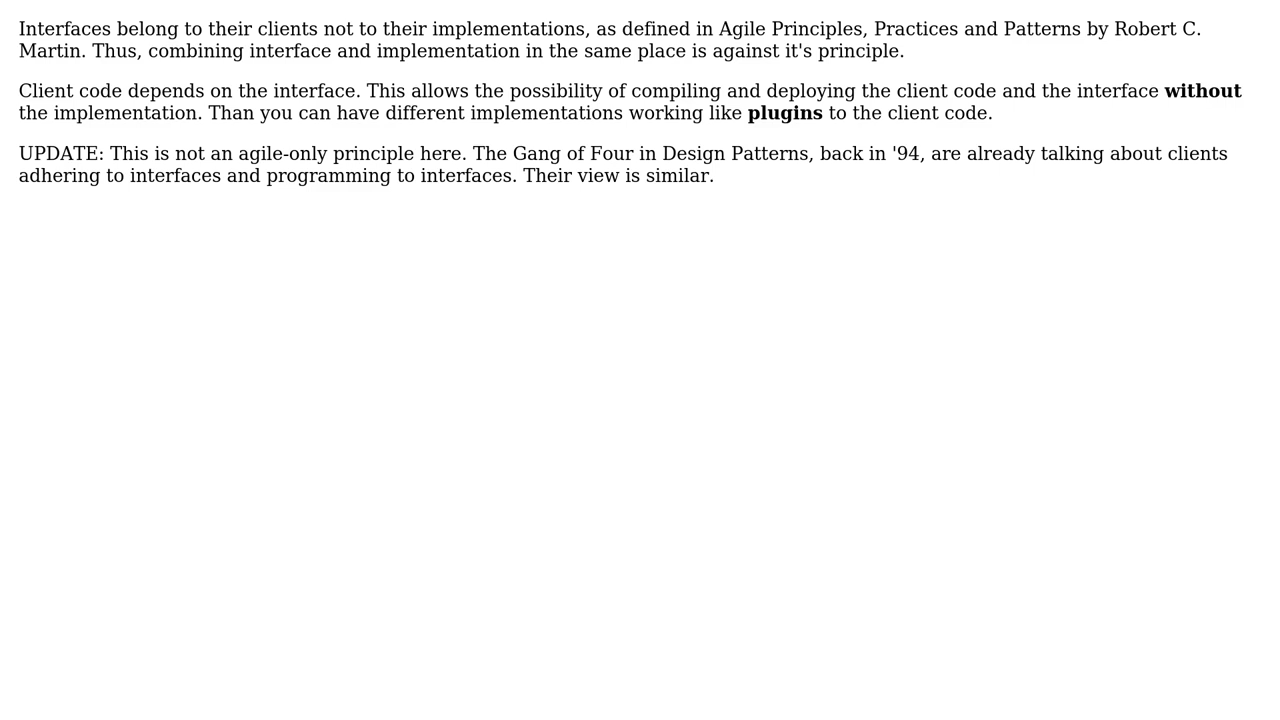 Interfaces belong to their clients not to their implementations, as defined in Agile Principles, Practices and Patterns by Robert C.
Martin. Thus, combining interface and implementation in the same place is against it's principle.
Client code depends on the interface. This allows the possibility of compiling and deploying the client code and the interface without
the implementation. Than you can have different implementations working like plugins to the client code.
UPDATE: This is not an agile-only principle here. The Gang of Four in Design Patterns, back in '94, are already talking about clients
adhering to interfaces and programming to interfaces. Their view is similar.